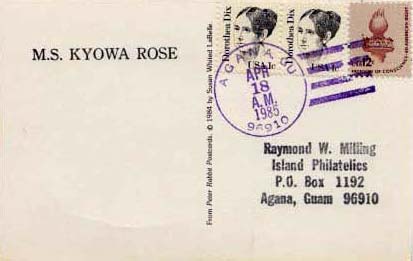 M.S. KYOWA ROSE
Dorothea Dix
USA 1c
Dorothea Dix
USA 1c
AGANA GU
APR
18
A.M.
1985
96910
Raymond W. Milling
Island Philatelics
P.O. Box 1192
Agana, Guam 96910
From Peter Rabbit Postcards. © 1984 by Susan Whited LaBelle.